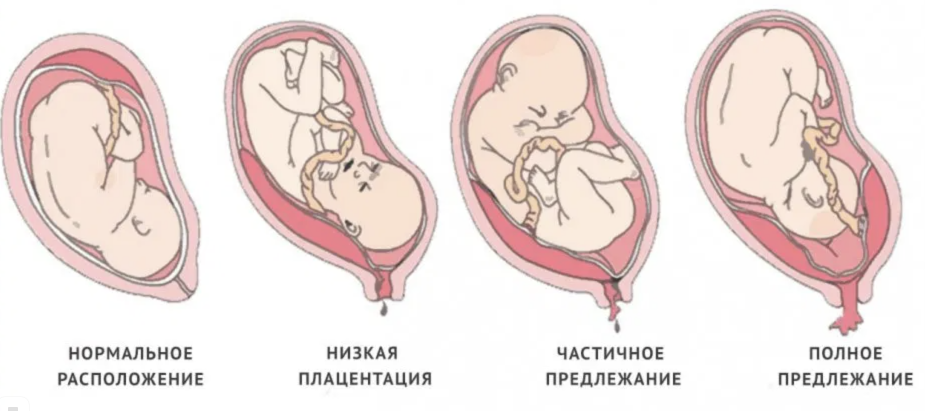 НОРМАЛЬНОЕ
РАСПОЛОЖЕНИЕ
НИЗКАЯ
ПЛАЦЕНТАЦИЯ
ЧАСТИЧНОЕ
ПРЕДЛЕЖАНИЕ
ПОЛНОЕ
ПРЕДЛЕЖАНИЕ